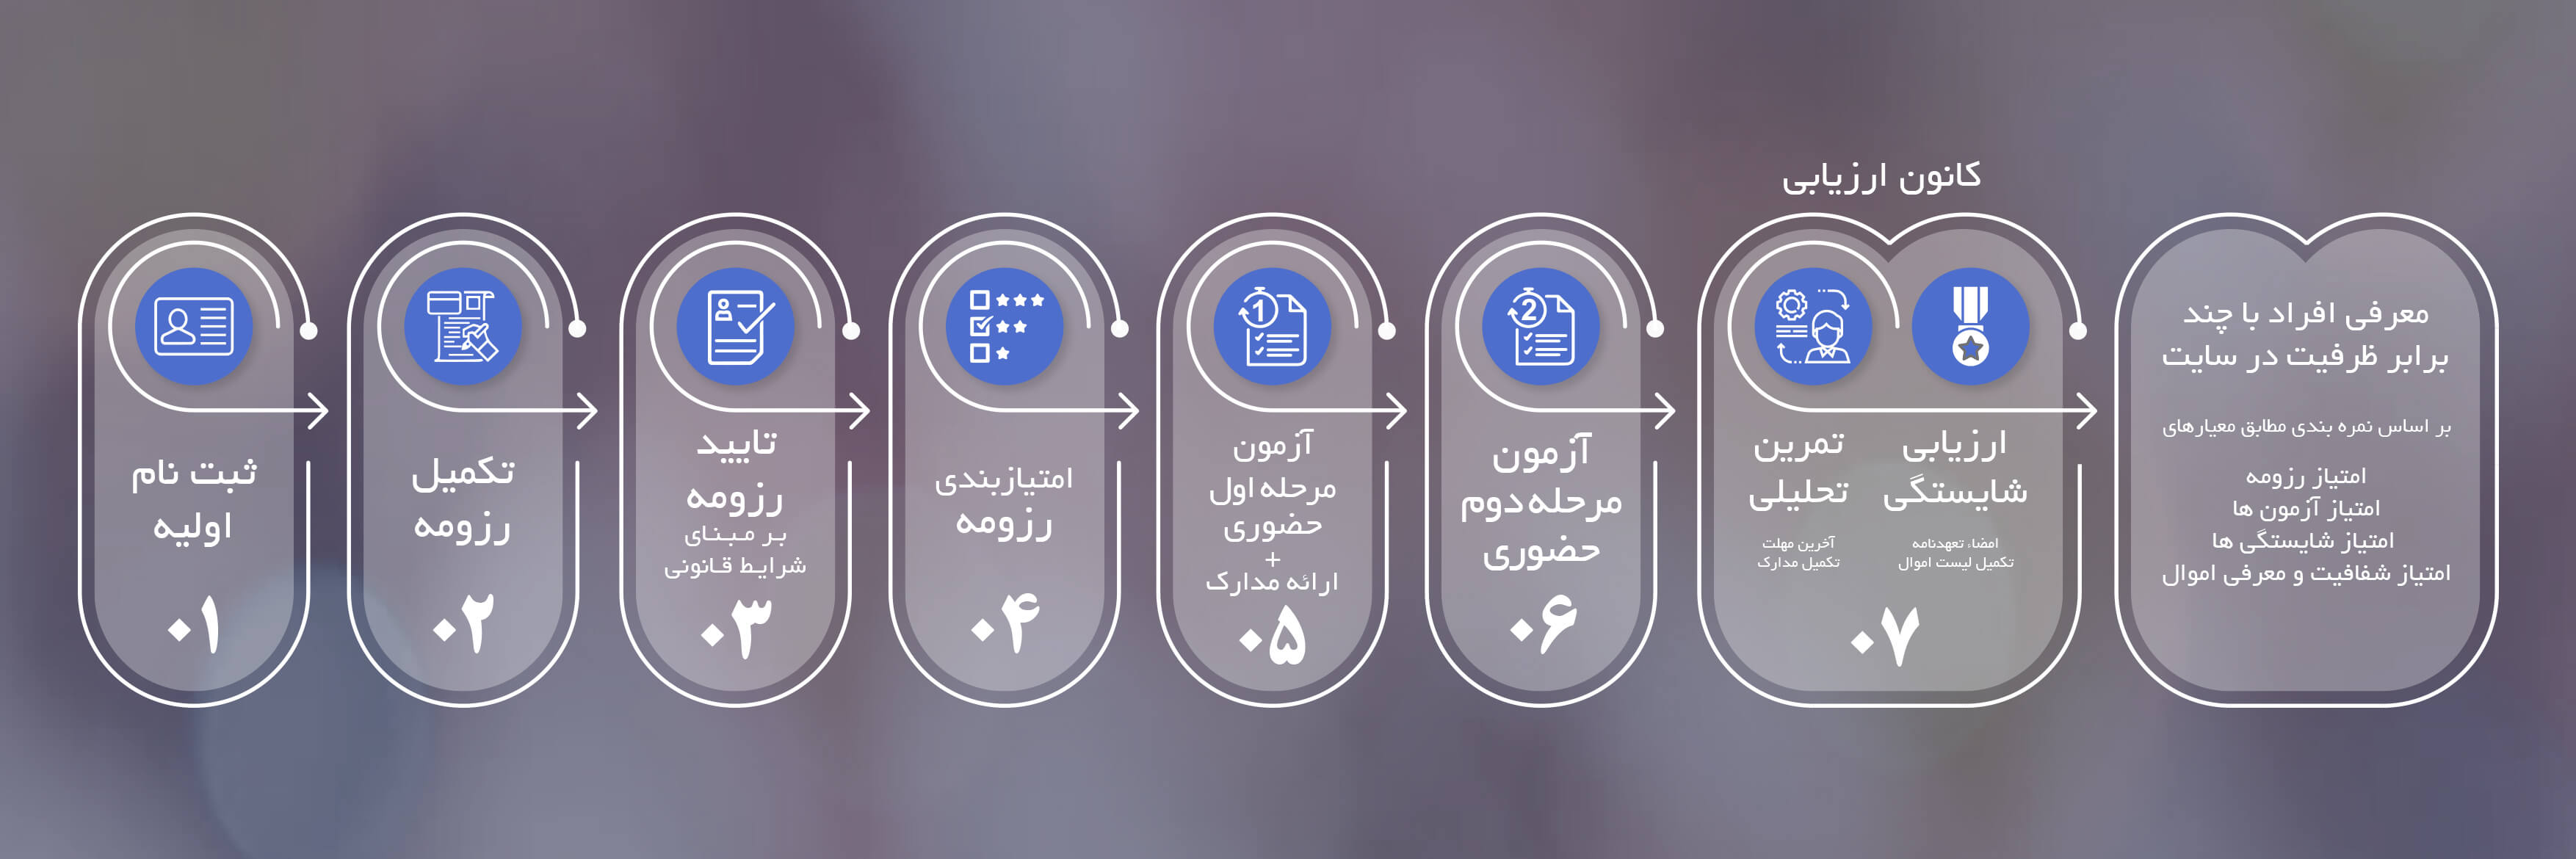 ثبت نام
اولیه
۰۱
تکمیل
رزومه
۰۲
تایید
رزومه
بر مبنای
شرایط قانونی
۰۳
امتیازبندی
رزومه
۰۴
1
آزمون
مرحله اول
حضوری
+
ارائه مدارک
۰۵
2
آزمون
مرحله دوم
حضوری
۰۶
کانون ارزیابی
تمرین
تحلیلی
آخرین مهلت
تکمیل مدارک
ارزیابی
شایستگی
امضاء تعهدنامه
تکمیل لیست اموال
۰۷
معرفی افراد با چند
برابر ظرفیت در سایت
بر اساس نمره بندی مطابق معیارهای
امتیاز رزومه
امتیاز آزمون ها
امتیاز شایستگی ها
امتیاز شفافیت و معرفی اموال